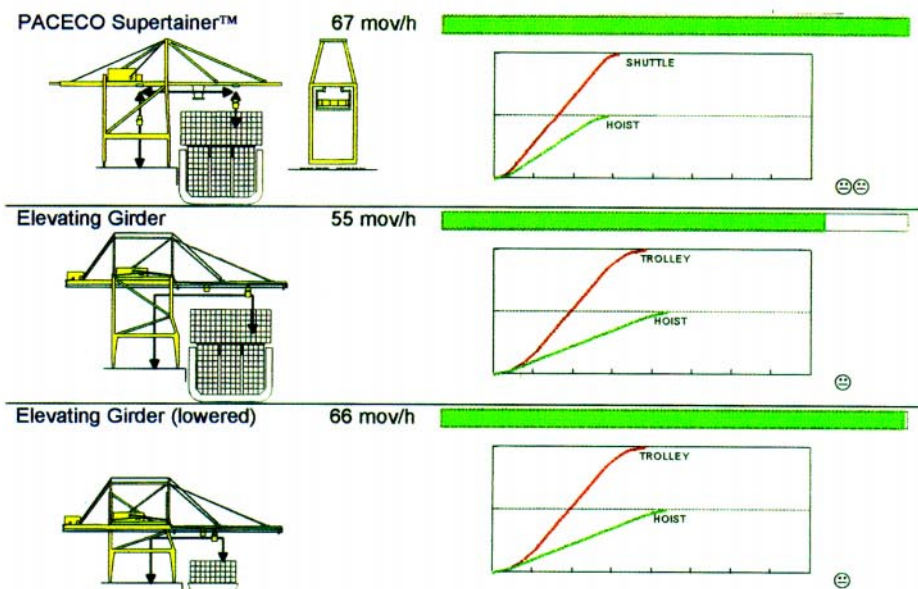 PACECO Supertainer™ 67 mov/h
SHUTTLE
HOIST
Elevating Girder 55 mov/h
TROLLEY
HOIST
Elevating Girder (lowered) 66 mov/h
TROLLEY
HOIST